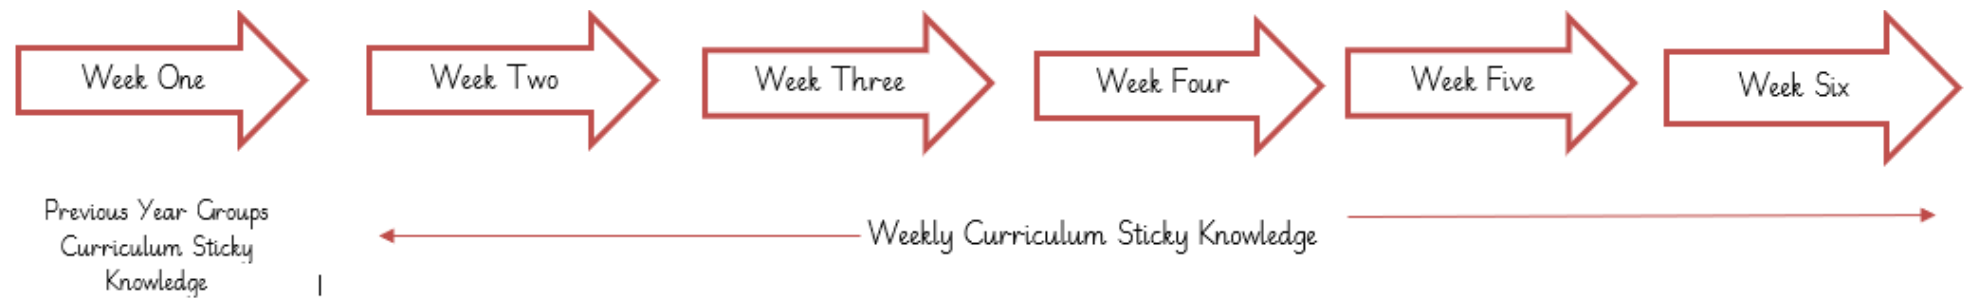 Week One
Week Two
Week Three
Week Four
Week Five
Week Six
Previous Year Groups
Curriculum Sticky
Knowledge
Weekly Curriculum Sticky Knowledge